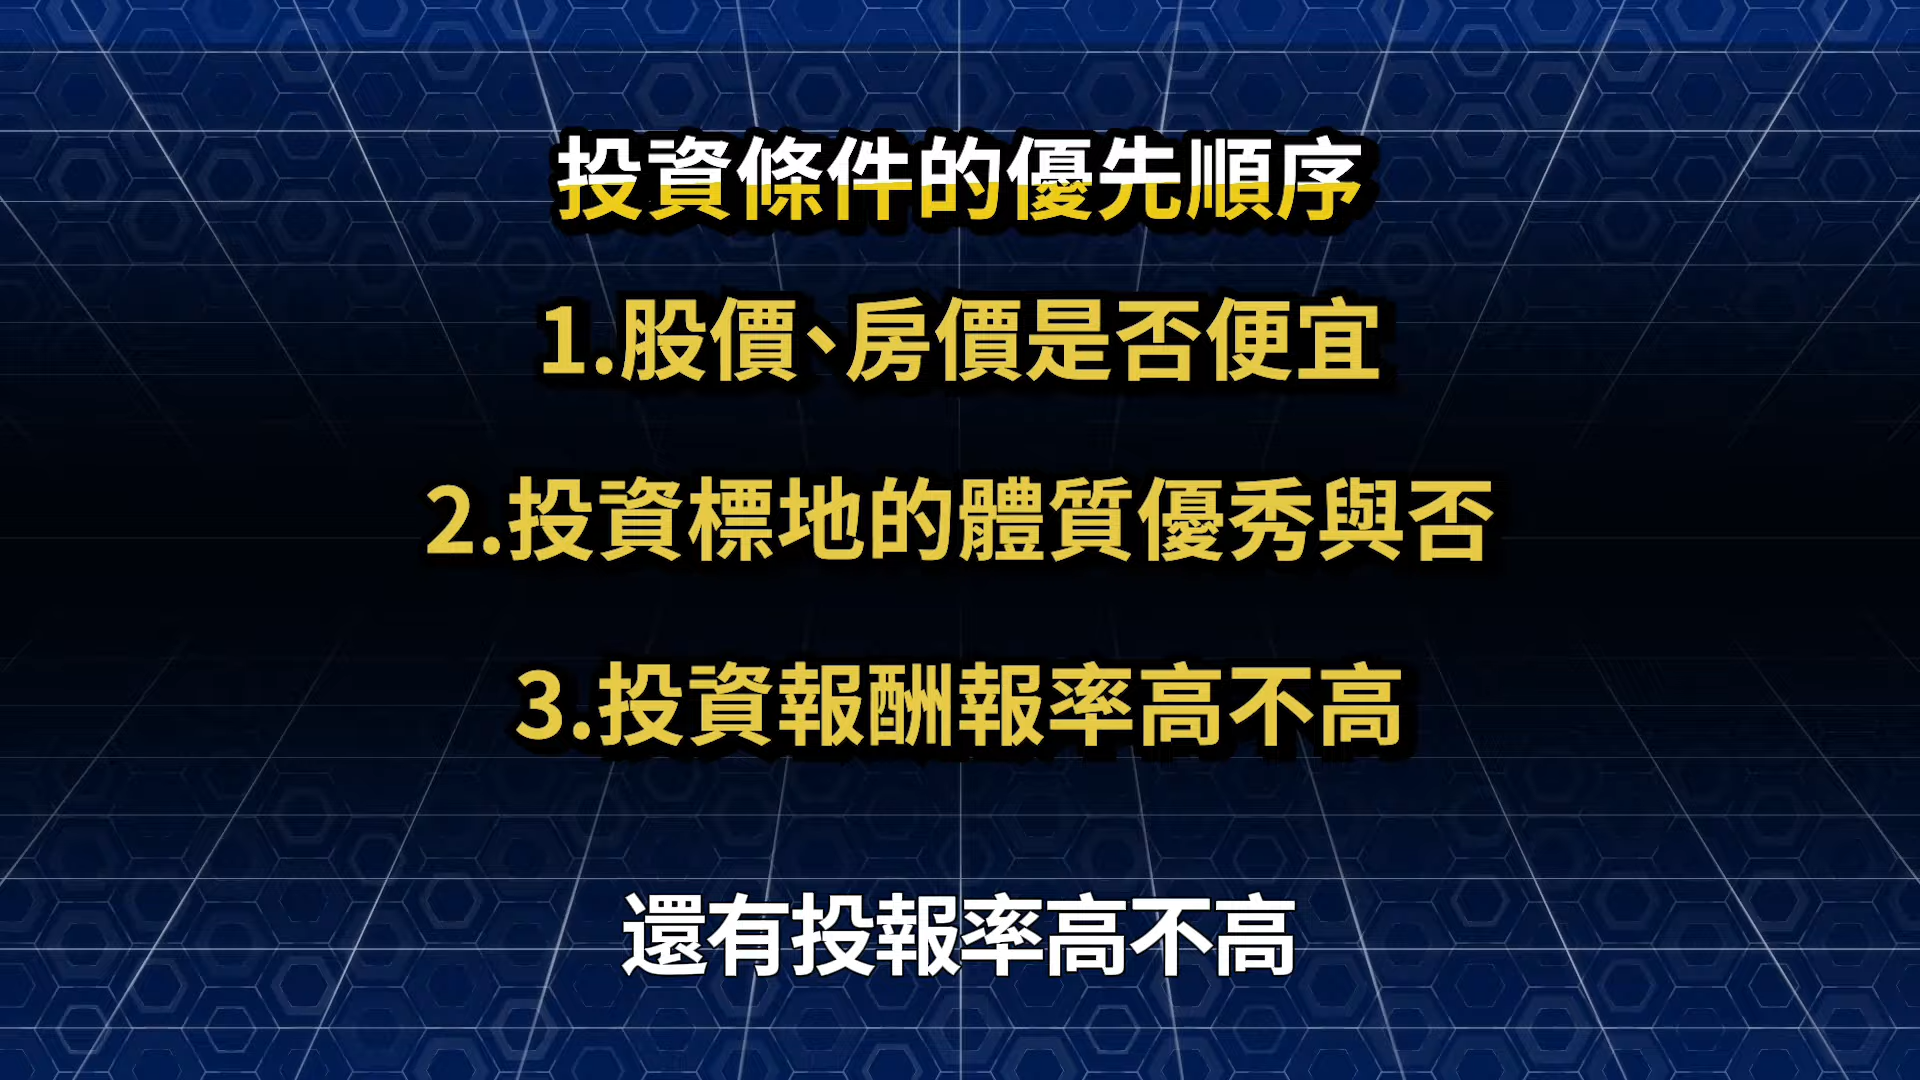 投資條件的優先順序
1.股價、房價是否便宜
2.投資標地的體質優秀與否
3.投資報酬報率高不高
還有投報率高不高